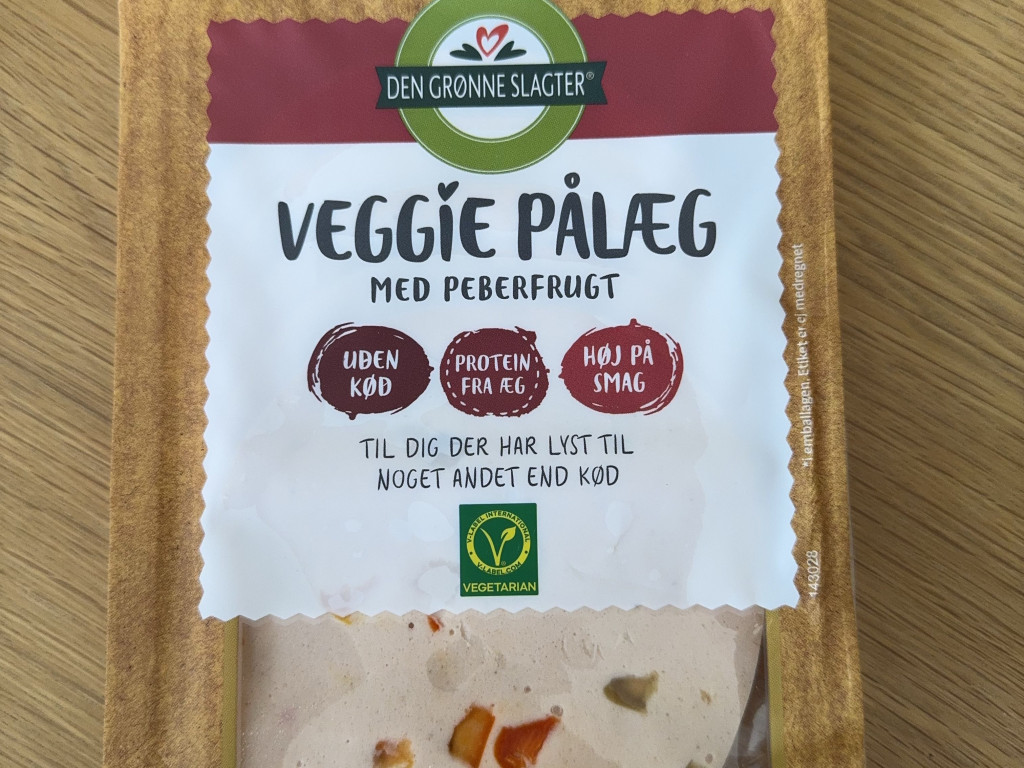 DEN GRØNNE SLAGTER®
VEGGIE PÅLÆG
MED PEBERFRUGT
UDEN
KØD
PROTEIN
FRA ÆG
HØJ PÅ
SMAG
TIL DIG DER HAR LYST TIL
NOGET ANDET END KØD
V-LABEL INTERNATIONAL
V-LABEL.COM
VEGETARIAN
emballagen. Etiket er ej medregnet
143028